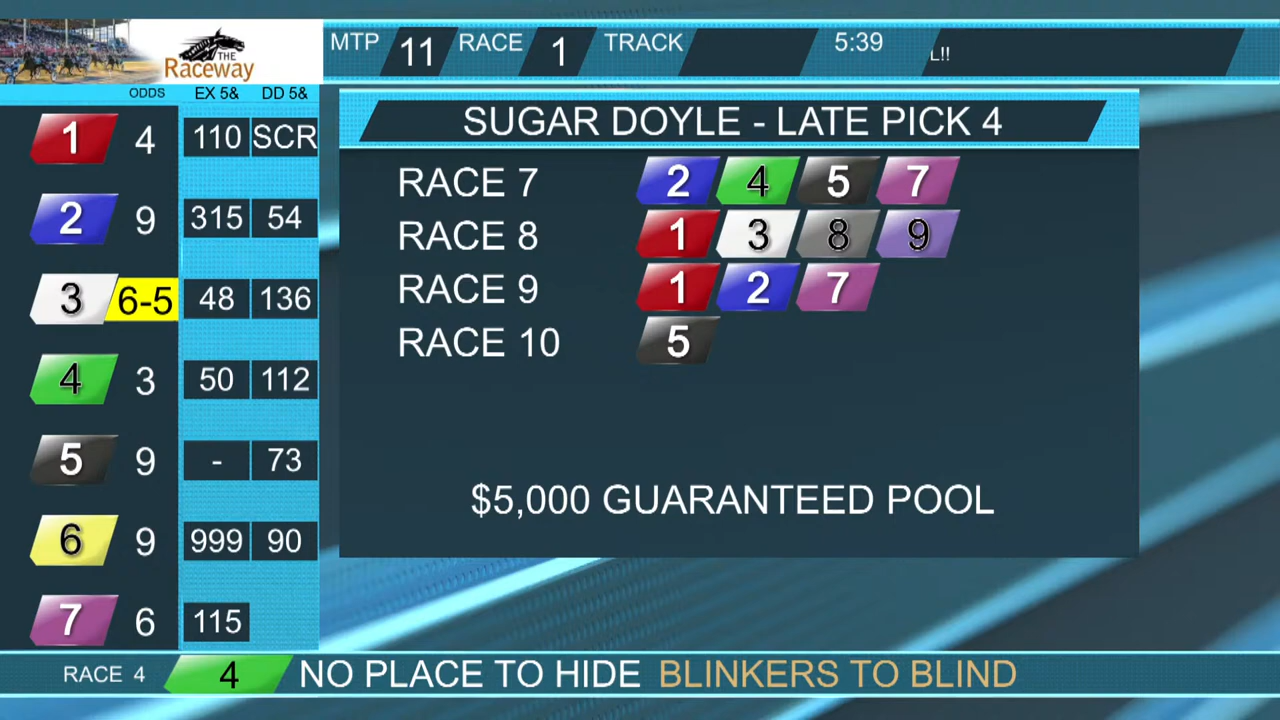 THE
Raceway
MTP 11 RACE 1 TRACK 5:39 L!!
ODDS EX 5& DD 5&
1 4 110 SCR
2 9 315 54
3 6-5 48 136
4 3 50 112
5 9 - 73
6 9 999 90
7 6 115
SUGAR DOYLE - LATE PICK 4
RACE 7 2 4 5 7
RACE 8 1 3 8 9
RACE 9 1 2 7
RACE 10 5
$5,000 GUARANTEED POOL
RACE 4 4 NO PLACE TO HIDE BLINKERS TO BLIND